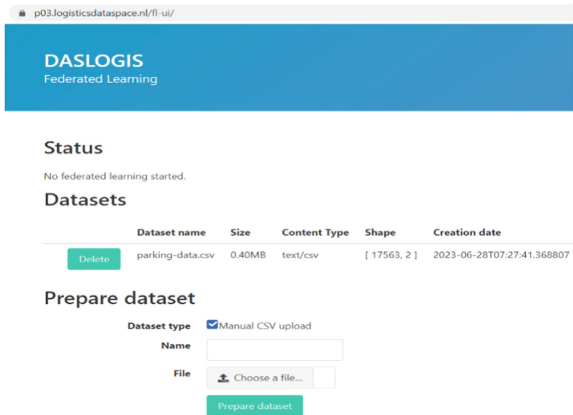 p03.logisticsdataspace.nl/fl-ui/
DASLOGIS
Federated Learning
Status
No federated learning started.
Datasets
Dataset name Size Content Type Shape Creation date
Delete parking-data.csv 0.40MB text/csv [ 17563, 2 ] 2023-06-28T07:27:41.368807
Prepare dataset
Dataset type Manual CSV upload
Name
File Choose a file...
Prepare dataset